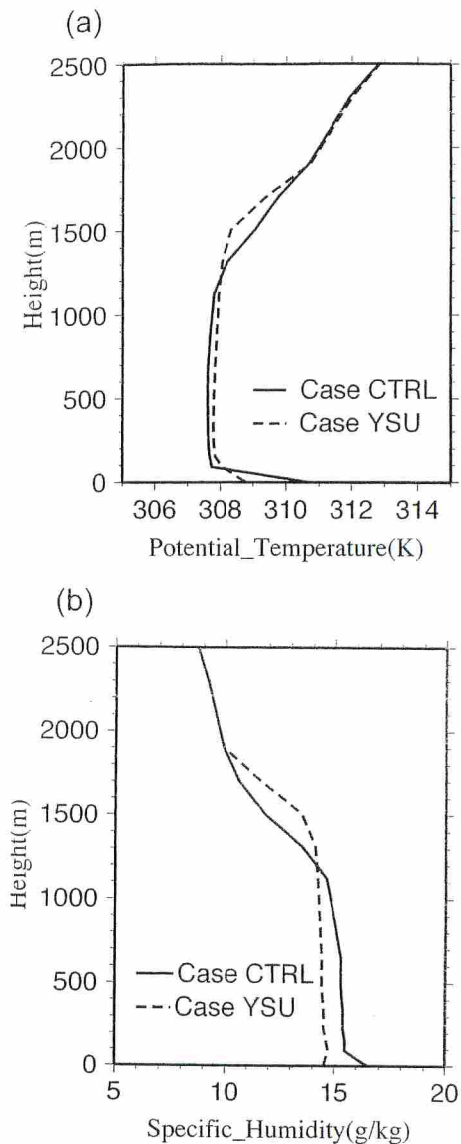 (a)
2500
2000
1500
1000
500
0
Height(m)
Case CTRL
Case YSU
306 308 310 312 314
Potential_Temperature(K)
(b)
2500
2000
1500
1000
500
0
Height(m)
Case CTRL
Case YSU
5 10 15 20
Specific_Humidity(g/kg)